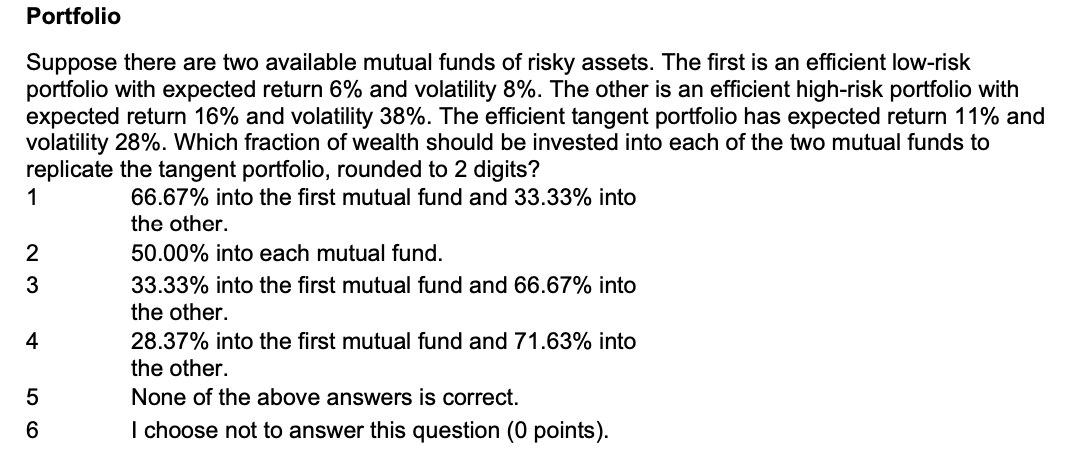 Portfolio
Suppose there are two available mutual funds of risky assets. The first is an efficient low-risk
portfolio with expected return 6% and volatility 8%. The other is an efficient high-risk portfolio with
expected return 16% and volatility 38%. The efficient tangent portfolio has expected return 11% and
volatility 28%. Which fraction of wealth should be invested into each of the two mutual funds to
replicate the tangent portfolio, rounded to 2 digits?
1 66.67% into the first mutual fund and 33.33% into
the other.
2 50.00% into each mutual fund.
3 33.33% into the first mutual fund and 66.67% into
the other.
4 28.37% into the first mutual fund and 71.63% into
the other.
5 None of the above answers is correct.
6 I choose not to answer this question (0 points).